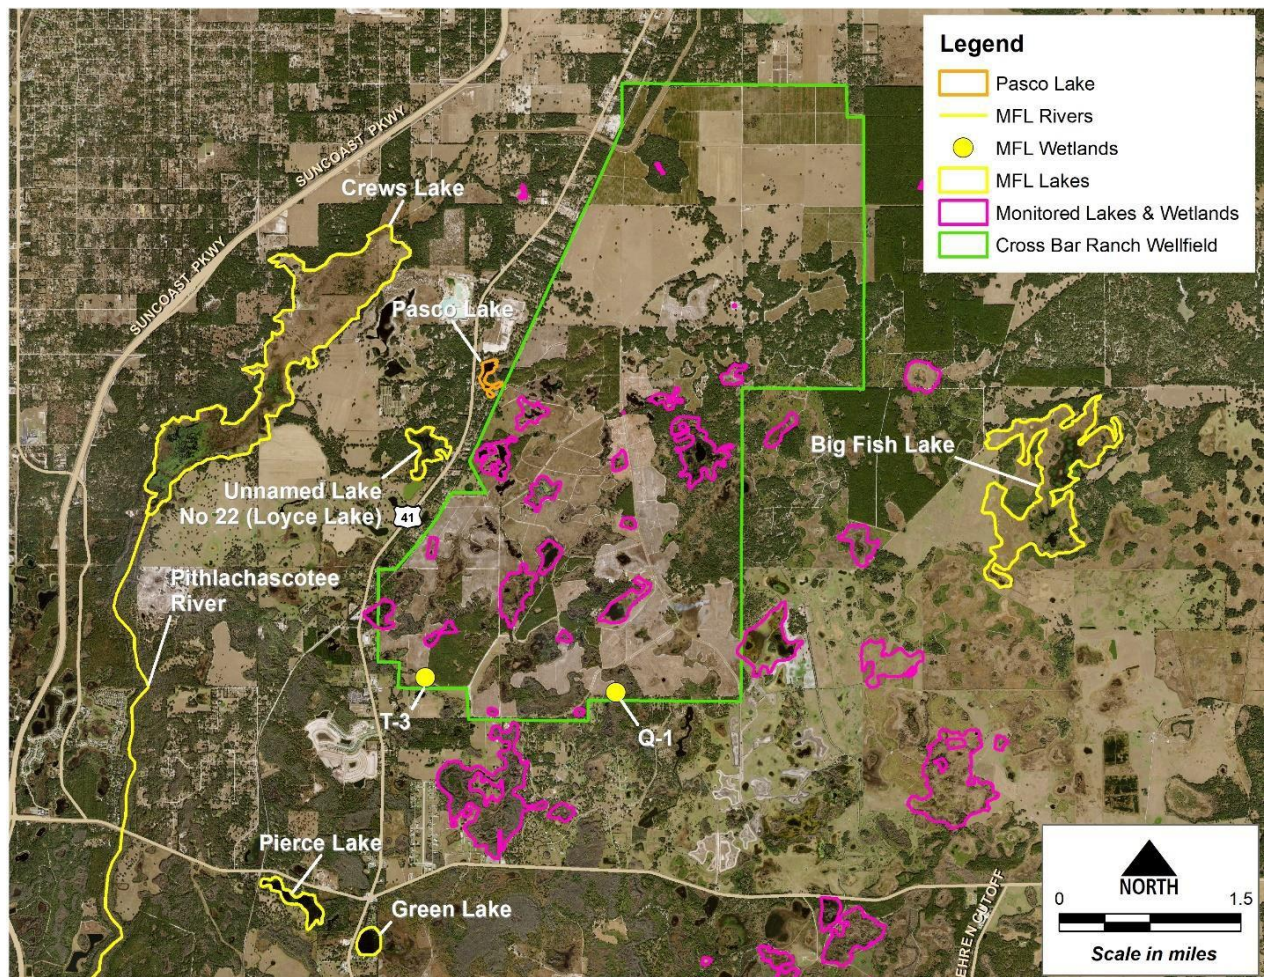 Legend
Pasco Lake
MFL Rivers
MFL Wetlands
MFL Lakes
Monitored Lakes & Wetlands
Cross Bar Ranch Wellfield
SUNCOAST PKWY
Crews Lake
SUNCOAST PKWY
Pasco Lake
Big Fish Lake
Unnamed Lake
No 22 (Loyce Lake)
41
Pithlachascotee
River
T-3
Q-1
Pierce Lake
Green Lake
EHREN CUTOFF
NORTH
0 1.5
Scale in miles